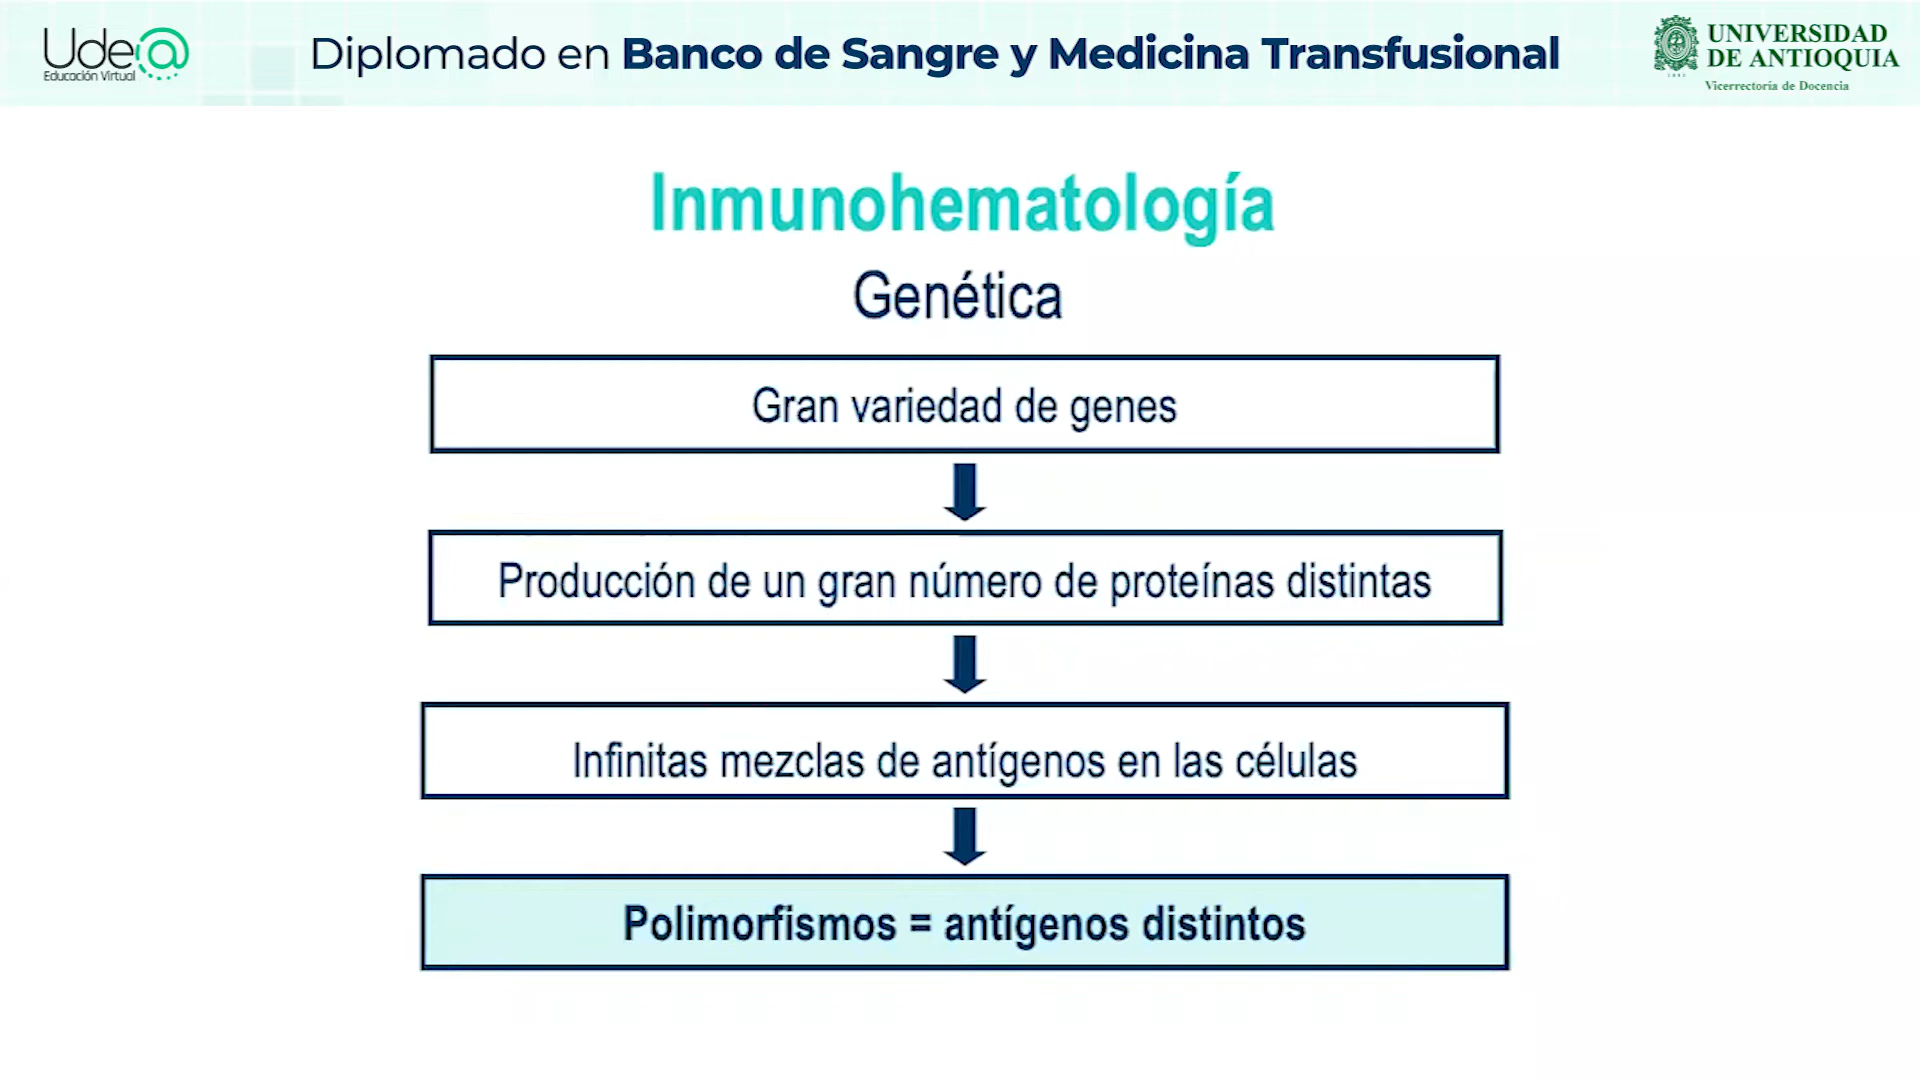 Ude@
Educación Virtual
Diplomado en Banco de Sangre y Medicina Transfusional
UNIVERSIDAD
DE ANTIOQUIA
1803
Vicerrectoría de Docencia
Inmunohematología
Genética
Gran variedad de genes
Producción de un gran número de proteínas distintas
Infinitas mezclas de antígenos en las células
Polimorfismos = antígenos distintos